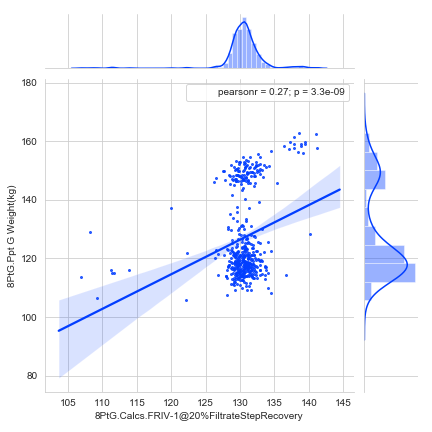 pearsonr = 0.27; p = 3.3e-09
180
160
140
120
100
80
8PtG.Ppt G Weight(kg)
105 110 115 120 125 130 135 140 145
8PtG.Calcs.FRIV-1@20%FiltrateStepRecovery